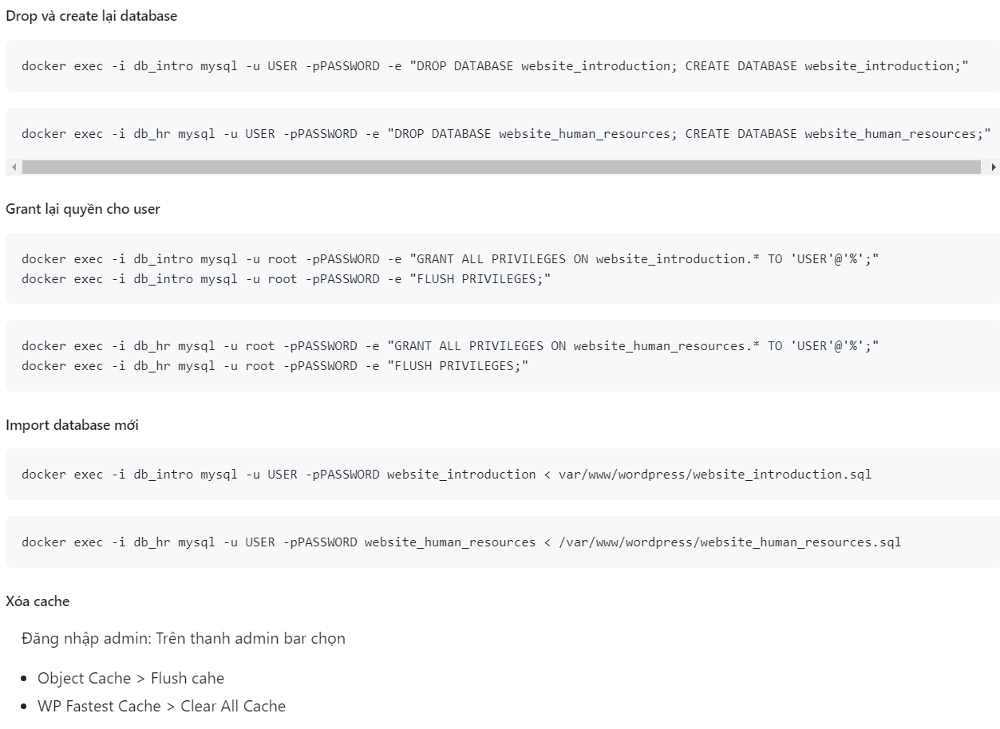 Drop và create lại database
docker exec -i db_intro mysql -u USER -pPASSWORD -e "DROP DATABASE website_introduction; CREATE DATABASE website_introduction;"
docker exec -i db_hr mysql -u USER -pPASSWORD -e "DROP DATABASE website_human_resources; CREATE DATABASE website_human_resources;"
Grant lại quyền cho user
docker exec -i db_intro mysql -u root -pPASSWORD -e "GRANT ALL PRIVILEGES ON website_introduction.* TO 'USER'@'%';"
docker exec -i db_intro mysql -u root -pPASSWORD -e "FLUSH PRIVILEGES;"
docker exec -i db_hr mysql -u root -pPASSWORD -e "GRANT ALL PRIVILEGES ON website_human_resources.* TO 'USER'@'%';"
docker exec -i db_hr mysql -u root -pPASSWORD -e "FLUSH PRIVILEGES;"
Import database mới
docker exec -i db_intro mysql -u USER -pPASSWORD website_introduction < var/www/wordpress/website_introduction.sql
docker exec -i db_hr mysql -u USER -pPASSWORD website_human_resources < /var/www/wordpress/website_human_resources.sql
Xóa cache
Đăng nhập admin: Trên thanh admin bar chọn
• Object Cache > Flush cahe
• WP Fastest Cache > Clear All Cache